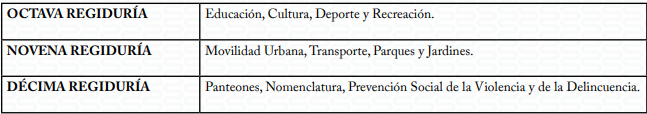 OCTAVA REGIDURÍA Educación, Cultura, Deporte y Recreación.
NOVENA REGIDURÍA Movilidad Urbana, Transporte, Parques y Jardines.
DÉCIMA REGIDURÍA Panteones, Nomenclatura, Prevención Social de la Violencia y de la Delincuencia.